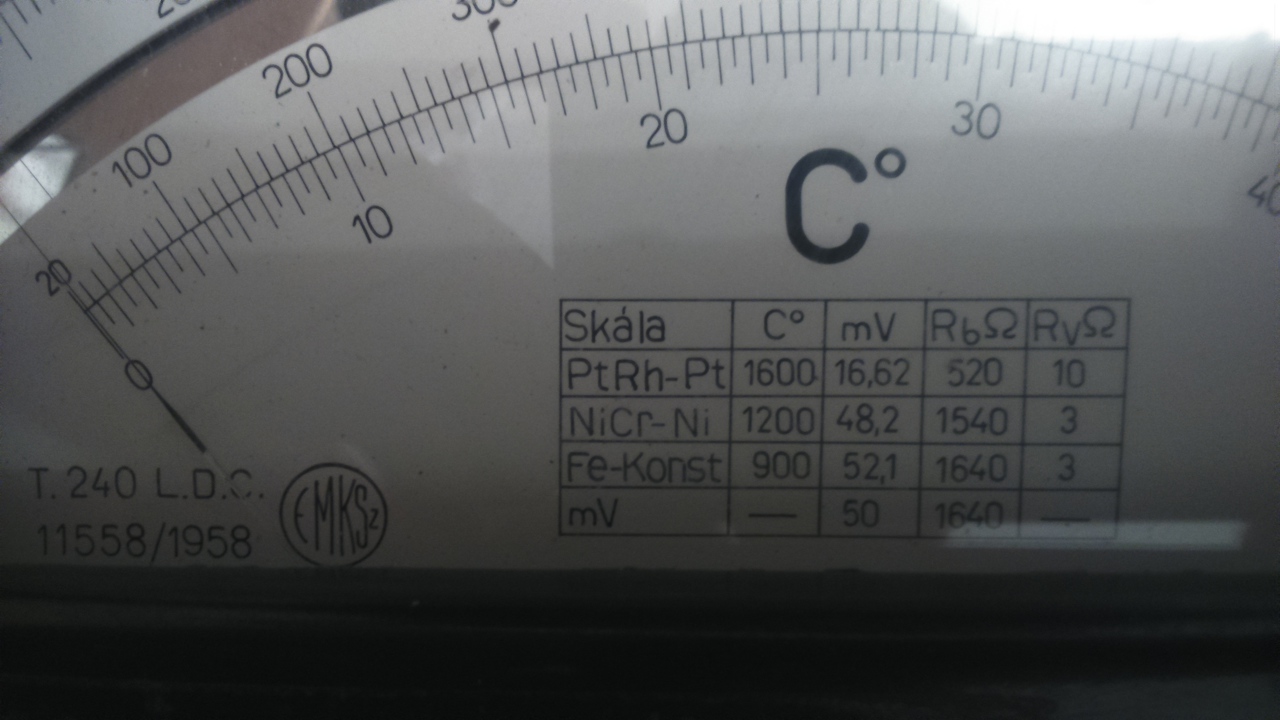 300
200
100
20
20
30
10
0
C°
Skála C° mV RbΩ RvΩ
PtRh-Pt 1600 16,62 520 10
NiCr-Ni 1200 48,2 1540 3
Fe-Konst 900 52,1 1640 3
mV — 50 1640 —
T. 240 L.D.C.
11558/1958
EMKSz